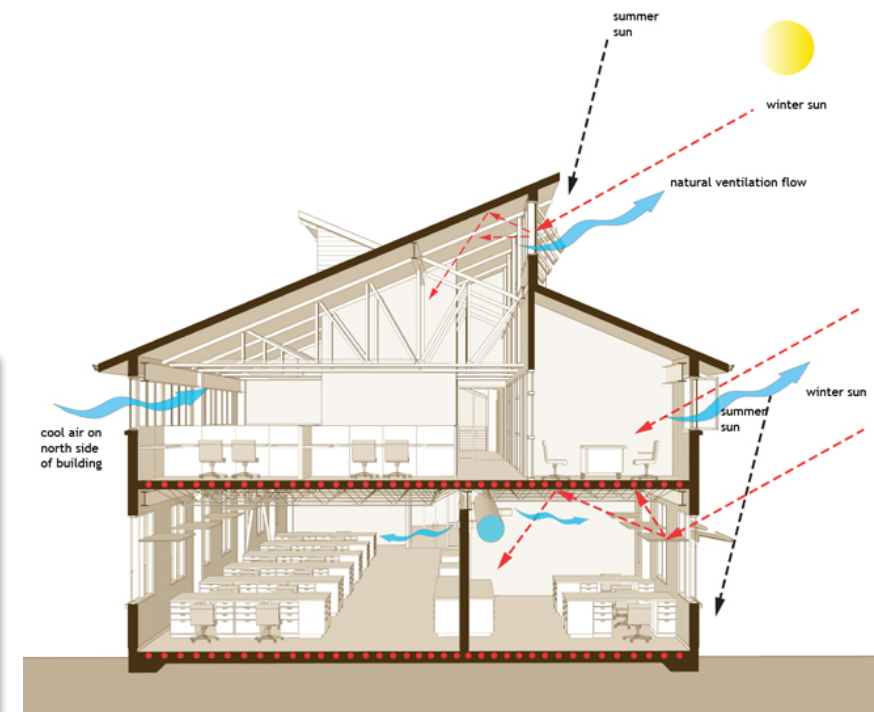 summer
sun
winter sun
natural ventilation flow
cool air on
north side
of building
summer
sun
winter sun